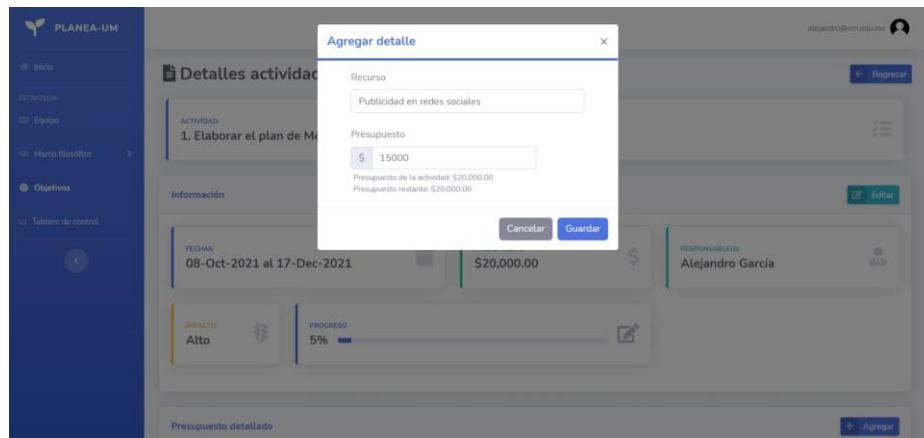 PLANEA-UM
Agregar detalle
×
alejandro@um.edu.mx
Inicio
Detalles actividad
Recurso
Regresar
ESTRATEGIA
Publicidad en redes sociales
Equipo
ACTIVIDAD
1. Elaborar el plan de Me
Presupuesto
Marco filosófico
$ 15000
Presupuesto de la actividad: $20,000.00
Presupuesto restante: $20,000.00
Objetivos
Información
Editar
Tablero de control
Cancelar Guardar
FECHAS
08-Oct-2021 al 17-Dec-2021
$20,000.00
RESPONSABLE(S)
Alejandro García
IMPACTO
Alto
PROGRESO
5%
Presupuesto detallado
Agregar